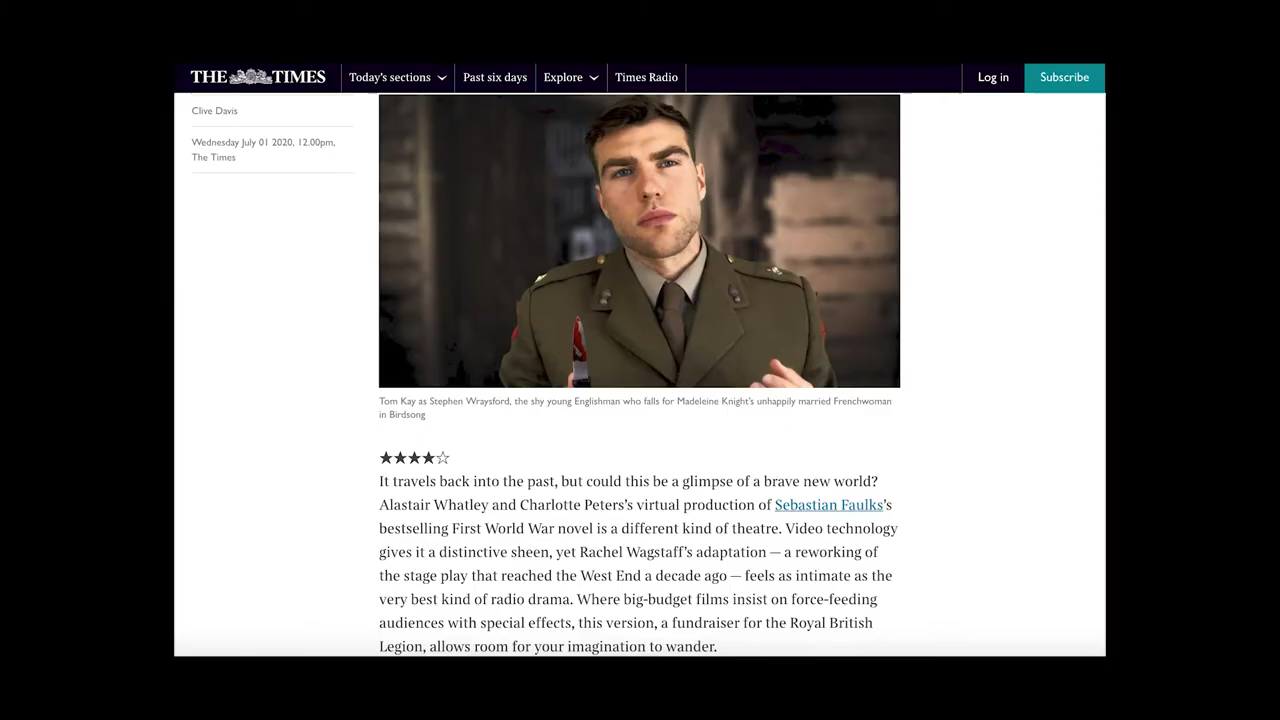 THE TIMES
Today's sections
Past six days
Explore
Times Radio
Log in
Subscribe
Clive Davis
Wednesday July 01 2020, 12.00pm,
The Times
Tom Kay as Stephen Wraysford, the shy young Englishman who falls for Madeleine Knight's unhappily married Frenchwoman
in Birdsong
★★★★☆
It travels back into the past, but could this be a glimpse of a brave new world?
Alastair Whatley and Charlotte Peters's virtual production of Sebastian Faulks's
bestselling First World War novel is a different kind of theatre. Video technology
gives it a distinctive sheen, yet Rachel Wagstaff's adaptation — a reworking of
the stage play that reached the West End a decade ago — feels as intimate as the
very best kind of radio drama. Where big-budget films insist on force-feeding
audiences with special effects, this version, a fundraiser for the Royal British
Legion, allows room for your imagination to wander.